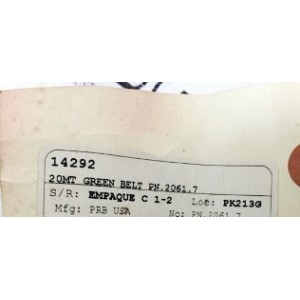 14292
20MT GREEN BELT PN.2061.7
S/R: EMPAQUE C 1-2 Loc: PK213G
Mfg: PRB USA No: PN.2061.7